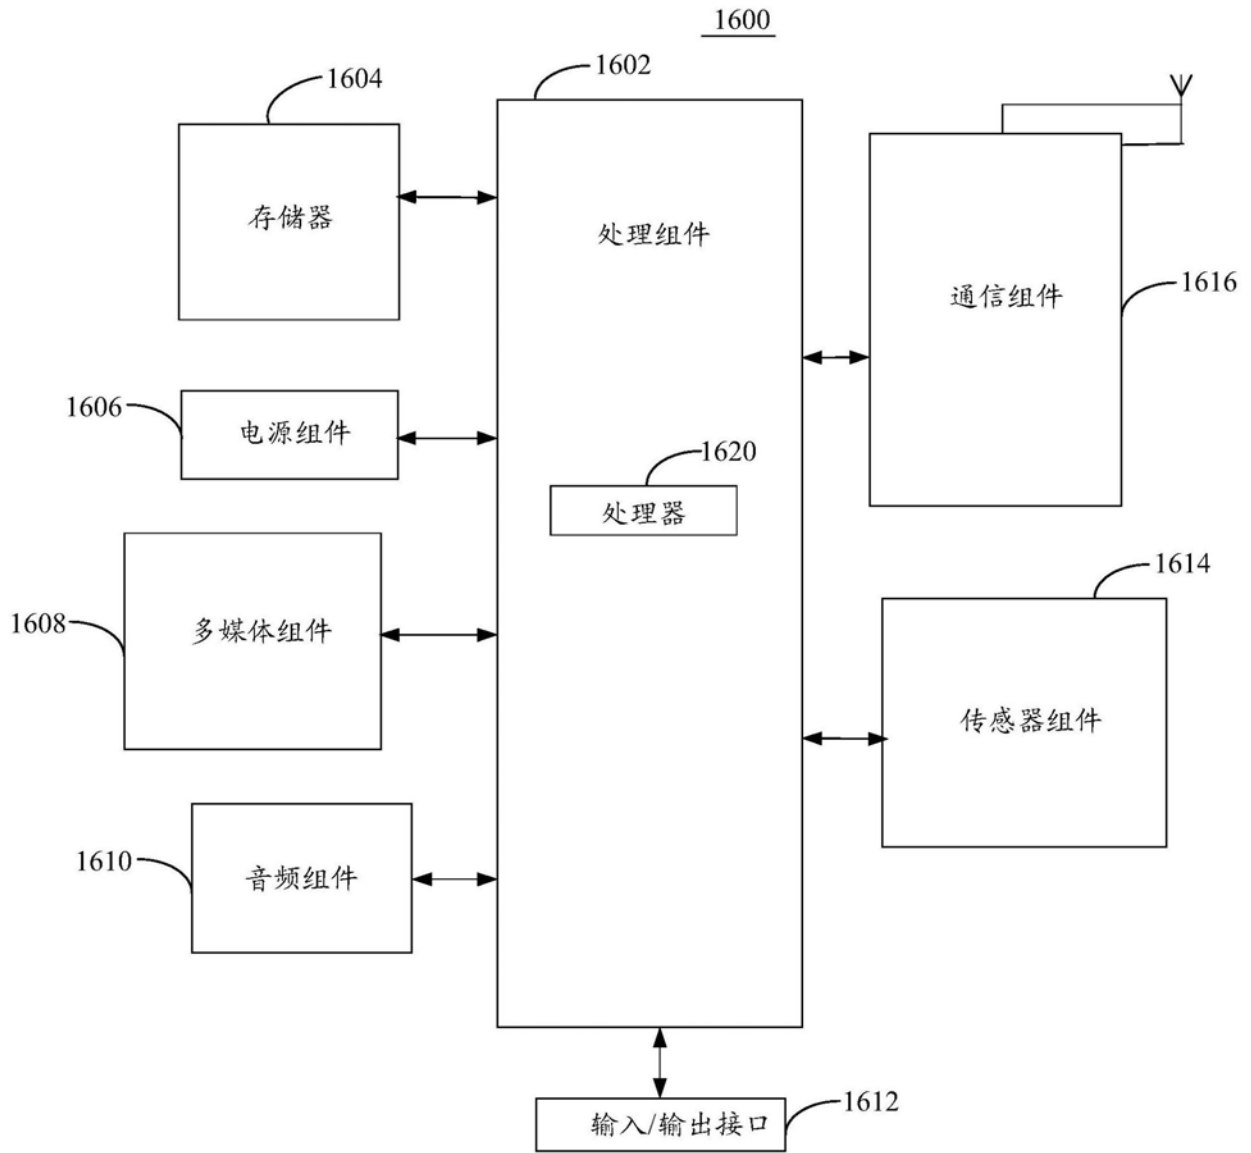 1600
1602
1604
存储器
处理组件
通信组件
1616
1606
电源组件
1620
处理器
1614
1608
多媒体组件
传感器组件
1610
音频组件
1612
输入/输出接口